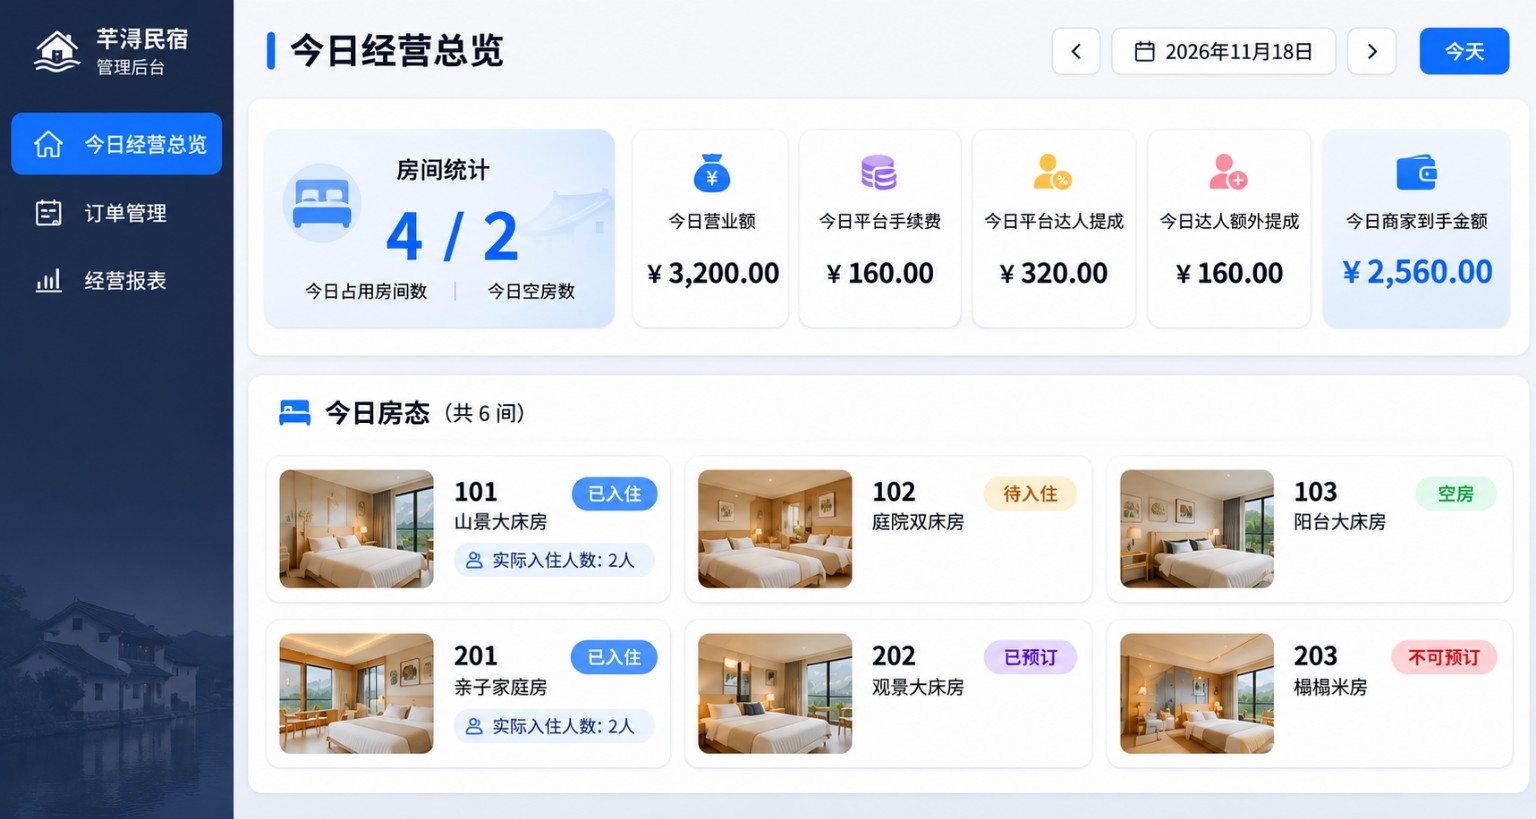 芊浔民宿
管理后台
今日经营总览
订单管理
经营报表
今日经营总览
2026年11月18日
今天
房间统计
4 / 2
今日占用房间数
今日空房数
今日营业额
¥ 3,200.00
今日平台手续费
¥ 160.00
今日平台达人提成
¥ 320.00
今日达人额外提成
¥ 160.00
今日商家到手金额
¥ 2,560.00
今日房态（共 6 间）
101
已入住
山景大床房
实际入住人数: 2人
102
待入住
庭院双床房
103
空房
阳台大床房
201
已入住
亲子家庭房
实际入住人数: 2人
202
已预订
观景大床房
203
不可预订
榻榻米房